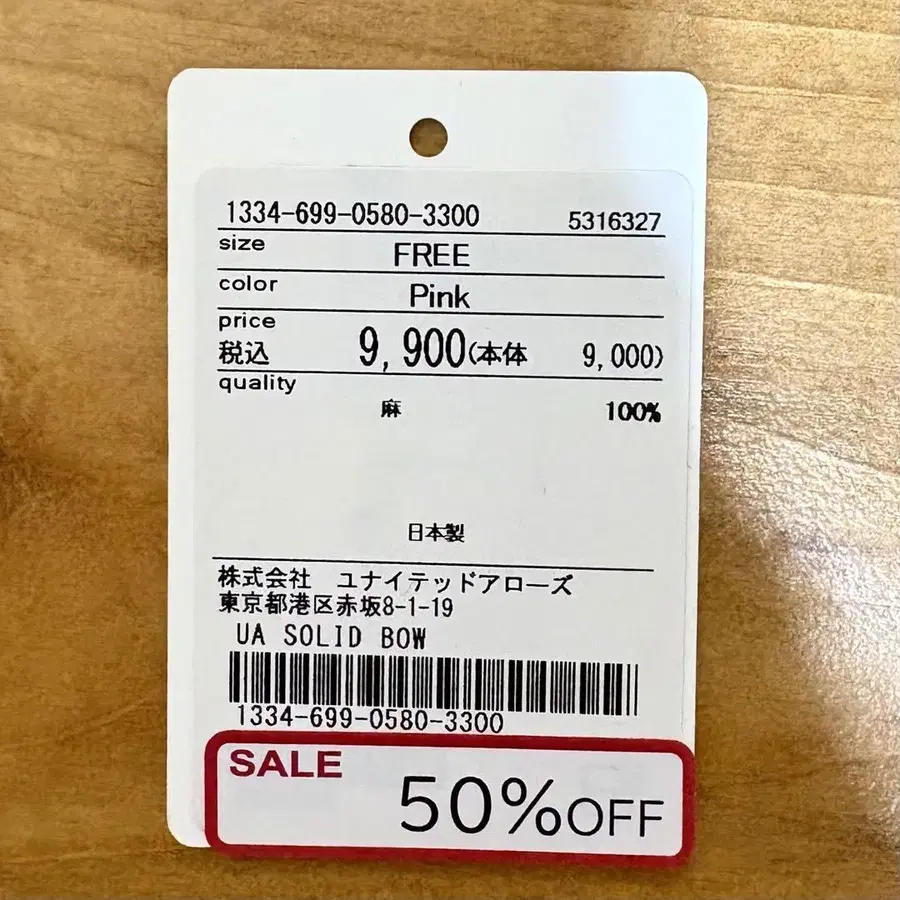 1334-699-0580-3300 5316327
size FREE
color Pink
price
税込 9,900(本体 9,000)
quality
麻 100%
日本製
株式会社 ユナイテッドアローズ
東京都港区赤坂8-1-19
UA SOLID BOW
1334-699-0580-3300
SALE
50%OFF